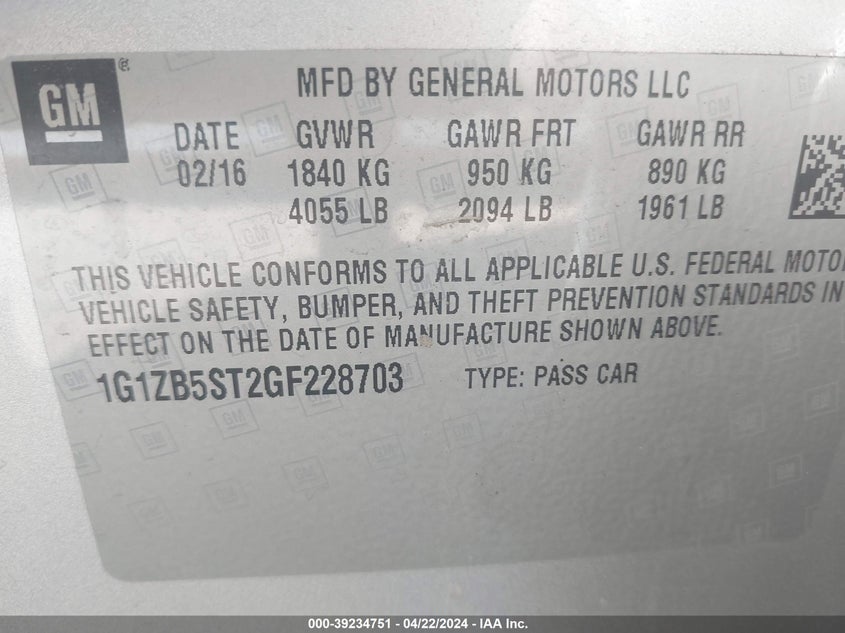 GM ®
MFD BY GENERAL MOTORS LLC
DATE GVWR GAWR FRT GAWR RR
02/16 1840 KG 950 KG 890 KG
4055 LB 2094 LB 1961 LB
THIS VEHICLE CONFORMS TO ALL APPLICABLE U.S. FEDERAL MOTO
VEHICLE SAFETY, BUMPER, AND THEFT PREVENTION STANDARDS IN
EFFECT ON THE DATE OF MANUFACTURE SHOWN ABOVE.
1G1ZB5ST2GF228703 TYPE: PASS CAR
000-39234751 - 04/22/2024 - IAA Inc.